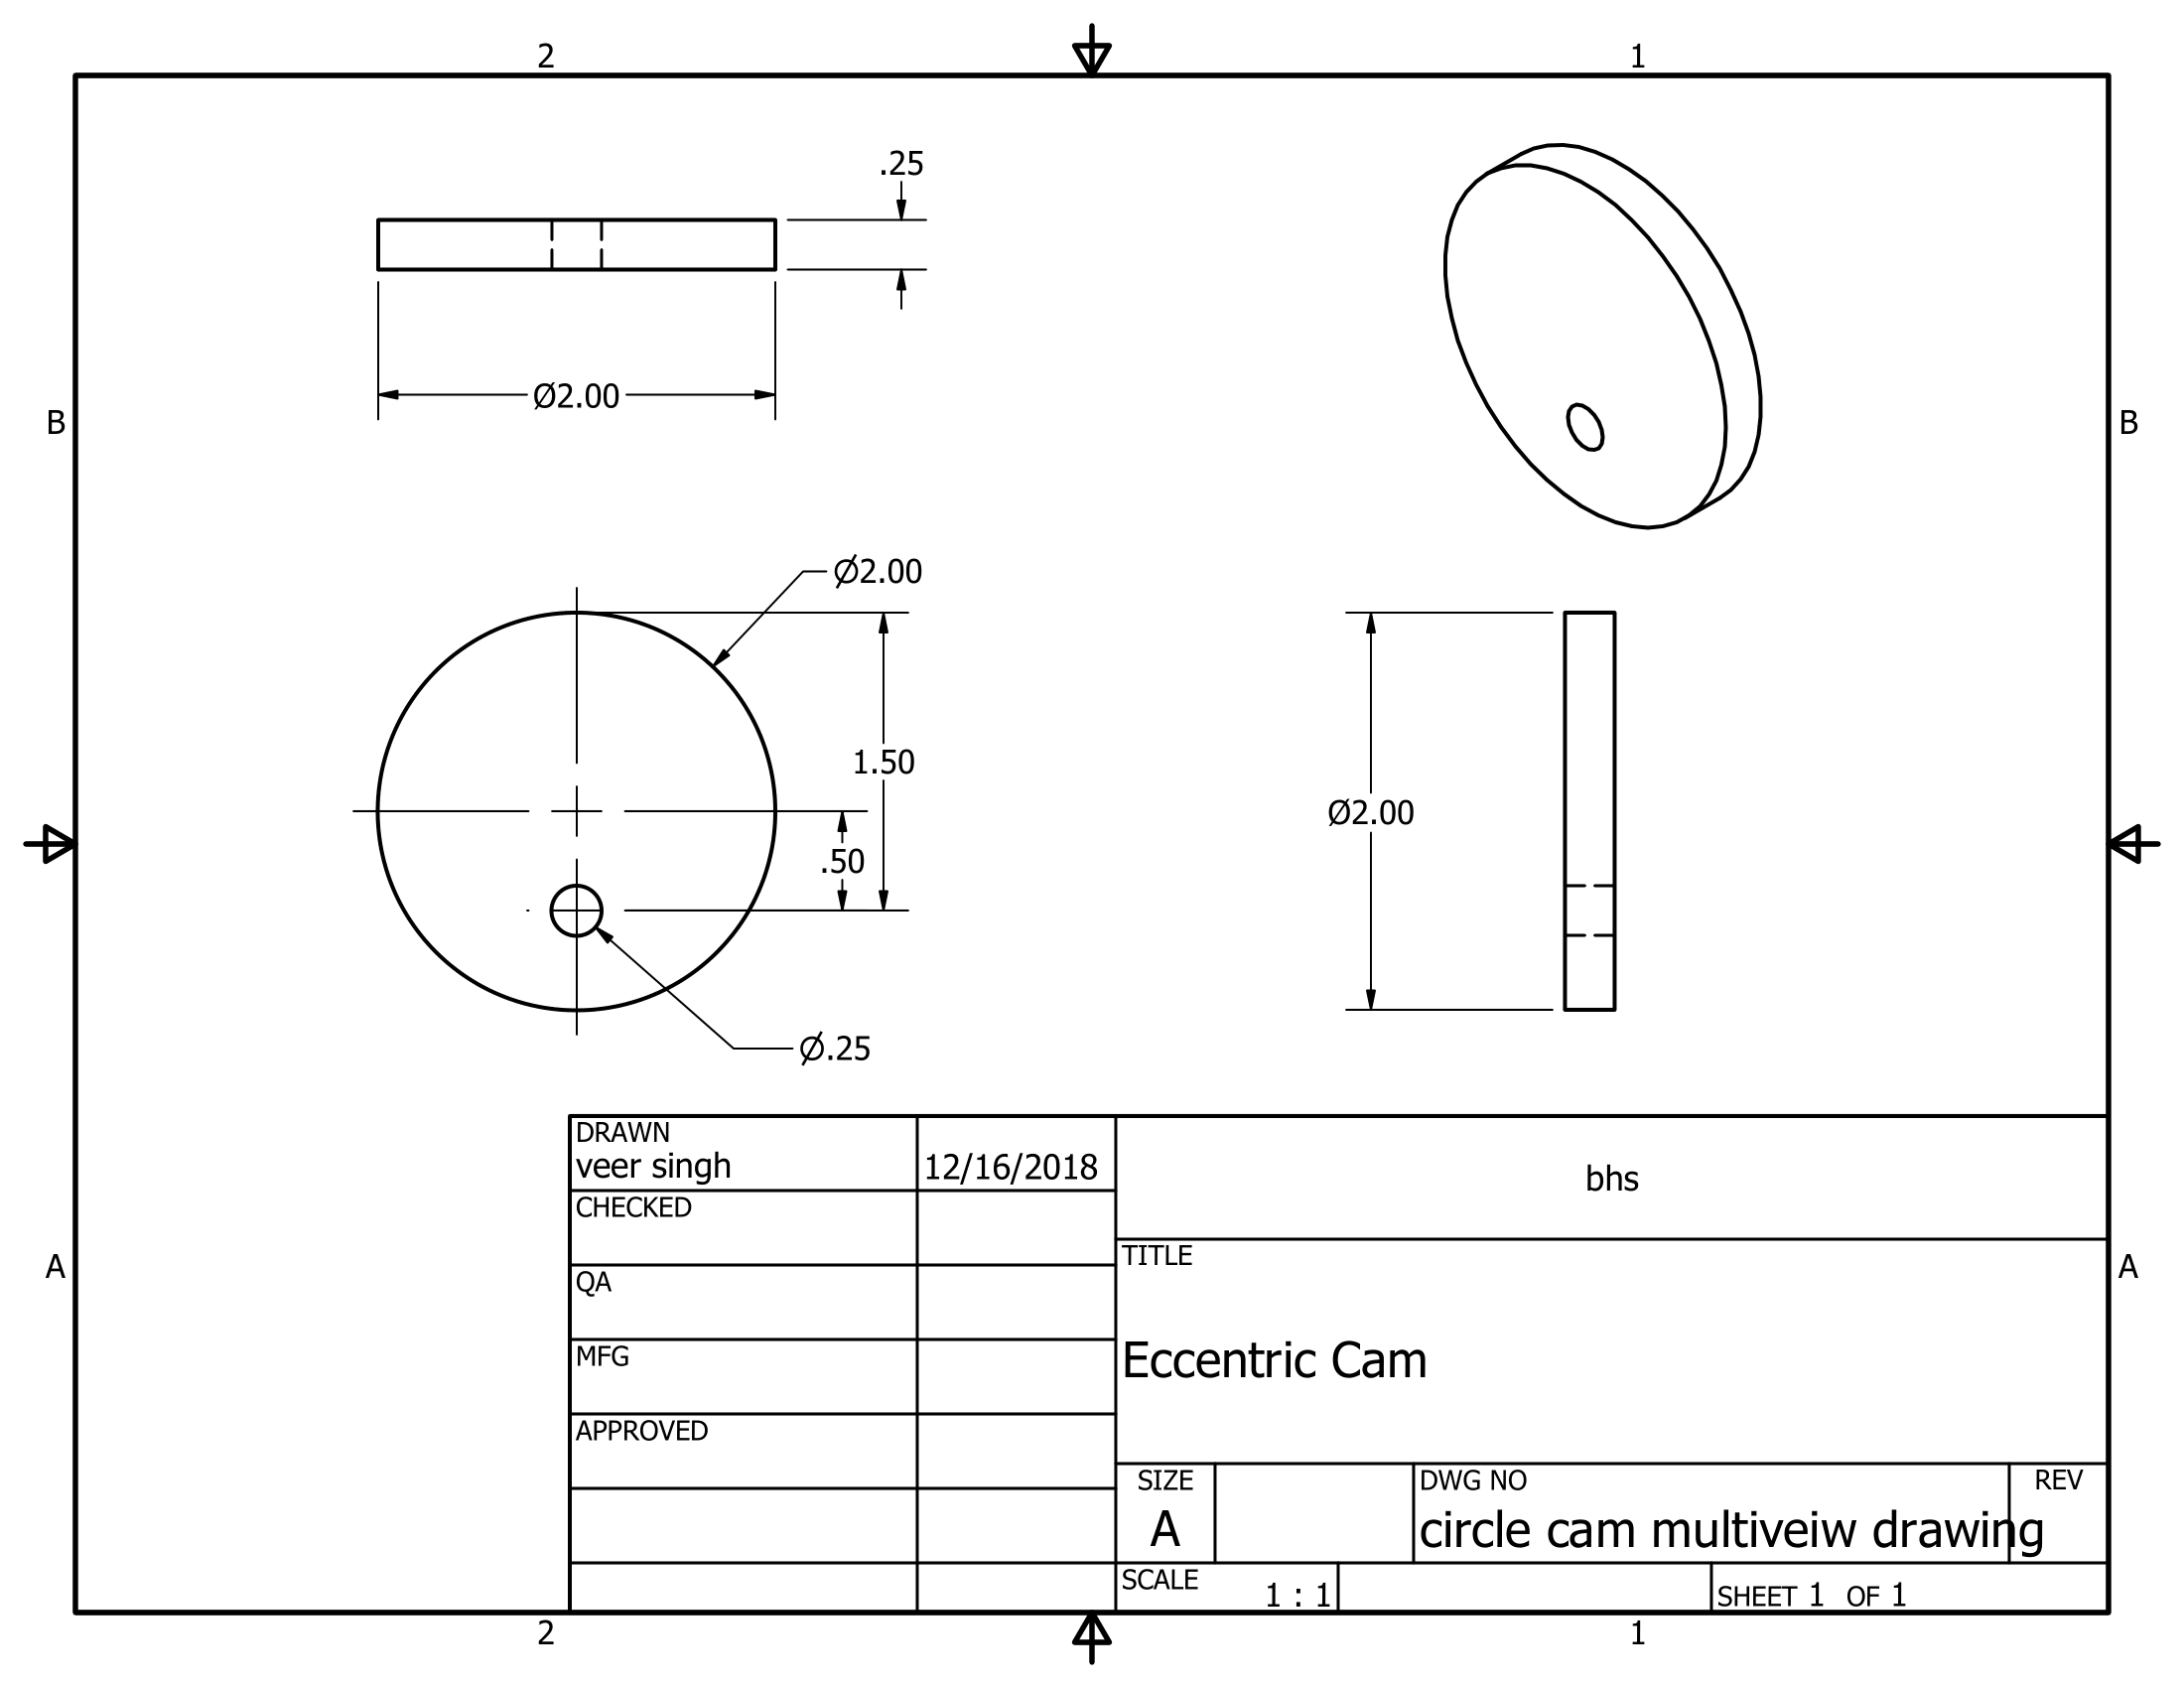 2 1
.25
Ø2.00
B B
Ø2.00
1.50
Ø2.00
.50
Ø.25
DRAWN
veer singh 12/16/2018
bhs
CHECKED
TITLE
A A
QA
MFG
Eccentric Cam
APPROVED
SIZE DWG NO REV
A circle cam multiveiw drawing
SCALE 1 : 1 SHEET 1 OF 1
2 1